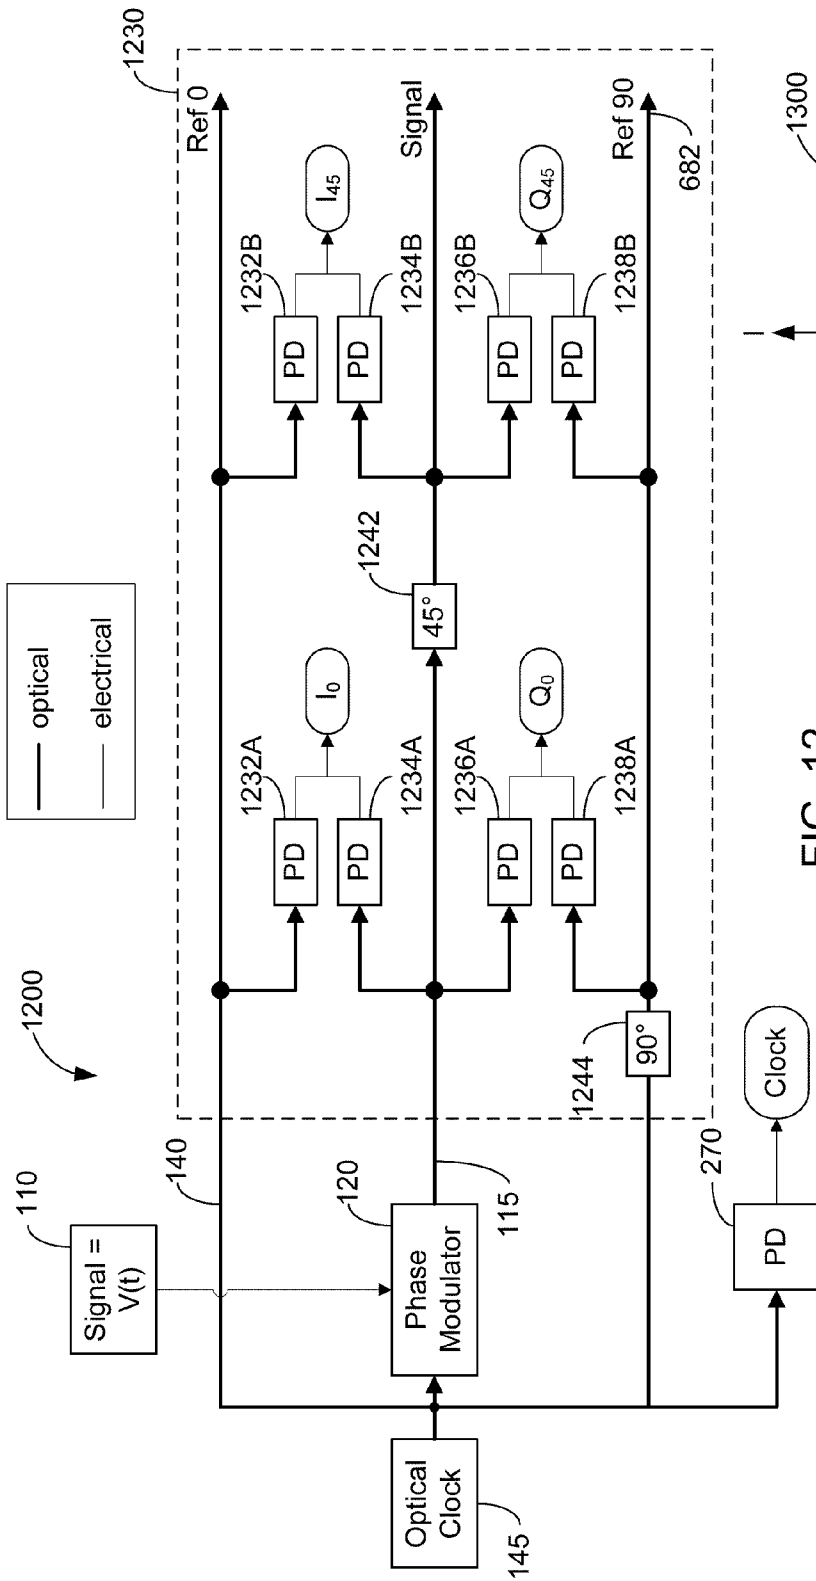 optical
electrical
1200
110
Signal =
V(t)
140
120
Phase
Modulator
115
Optical
Clock
145
270
PD
Clock
1230
Ref 0
Signal
Ref 90
682
1232A
PD
1234A
PD
I0
1236A
PD
1238A
PD
Q0
1244
90°
1242
45°
1232B
PD
1234B
PD
I45
1236B
PD
1238B
PD
Q45
I
1300